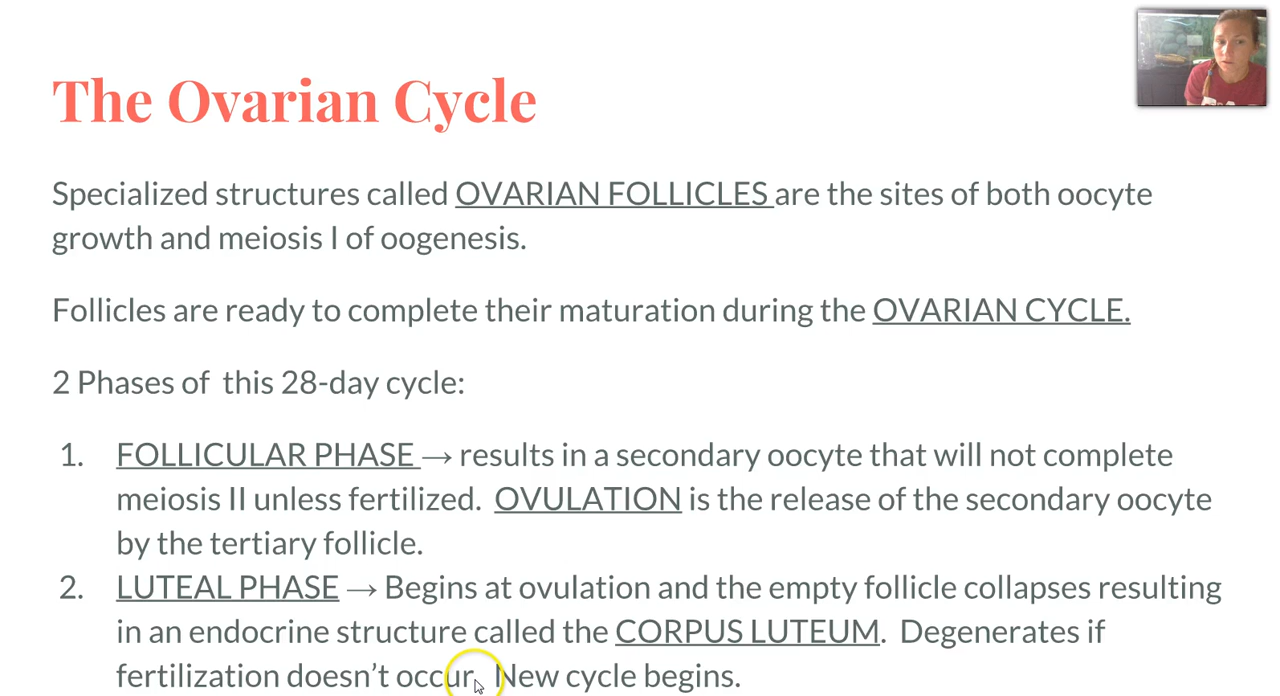 The Ovarian Cycle
Specialized structures called OVARIAN FOLLICLES are the sites of both oocyte
growth and meiosis I of oogenesis.
Follicles are ready to complete their maturation during the OVARIAN CYCLE.
2 Phases of this 28-day cycle:
1. FOLLICULAR PHASE → results in a secondary oocyte that will not complete
meiosis II unless fertilized. OVULATION is the release of the secondary oocyte
by the tertiary follicle.
2. LUTEAL PHASE → Begins at ovulation and the empty follicle collapses resulting
in an endocrine structure called the CORPUS LUTEUM. Degenerates if
fertilization doesn't occur. New cycle begins.